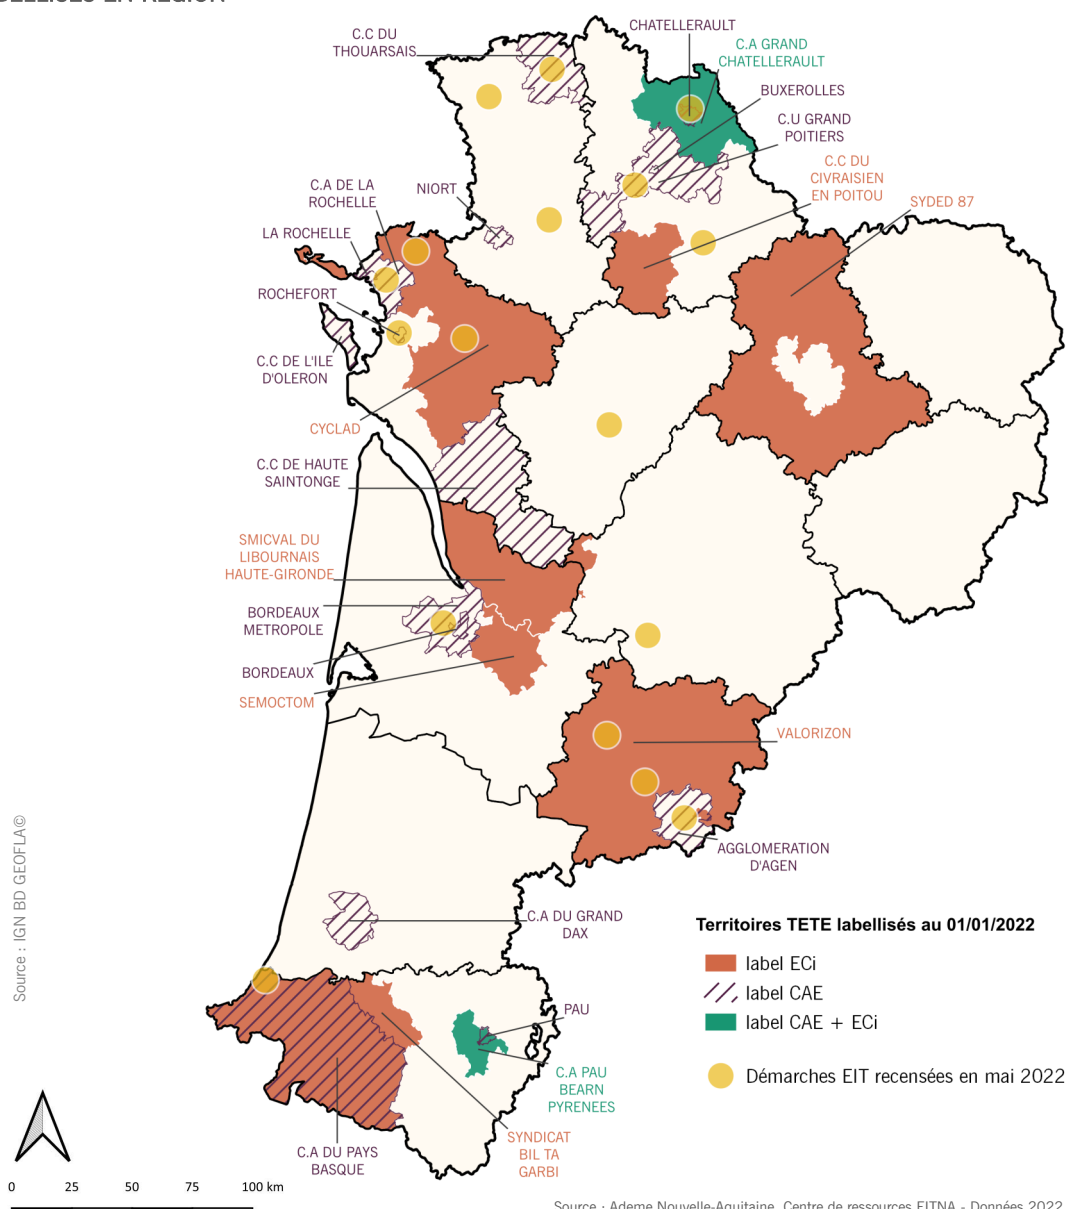 CHATELLERAULT
C.C DU
THOUARSAIS
C.A GRAND
CHATELLERAULT
BUXEROLLES
C.U GRAND
POITIERS
C.C DU
CIVRAISIEN
EN POITOU
SYDED 87
NIORT
C.A DE LA
ROCHELLE
LA ROCHELLE
ROCHEFORT
C.C DE L'ILE
D'OLERON
CYCLAD
C.C DE HAUTE
SAINTONGE
SMICVAL DU
LIBOURNAIS
HAUTE-GIRONDE
BORDEAUX
METROPOLE
BORDEAUX
SEMOCTOM
VALORIZON
AGGLOMERATION
D'AGEN
C.A DU GRAND
DAX
PAU
C.A PAU
BEARN
PYRENEES
SYNDICAT
BIL TA
GARBI
C.A DU PAYS
BASQUE
Territoires TETE labellisés au 01/01/2022
label ECi
label CAE
label CAE + ECi
Démarches EIT recensées en mai 2022
Source : IGN BD GEOFLA©
0 25 50 75 100 km
Source : Ademe Nouvelle-Aquitaine, Centre de ressources EITNA - Données 2022